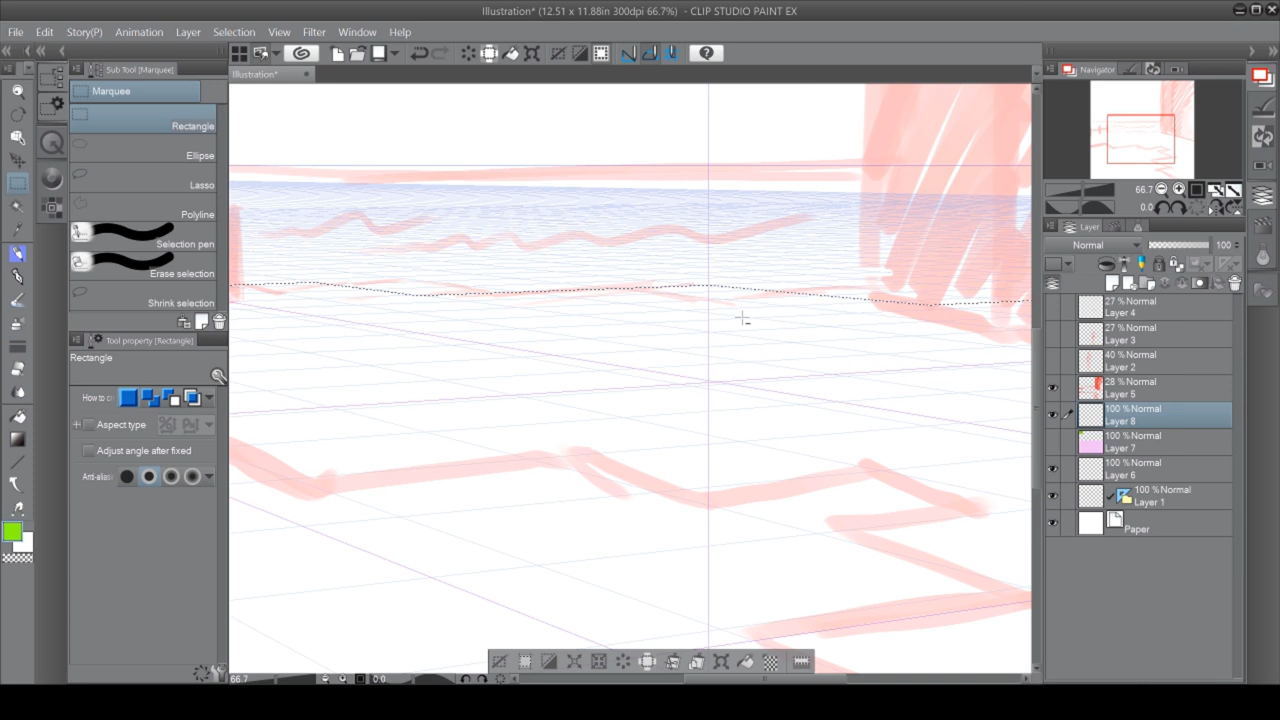 Illustration* (12.51 x 11.88in 300dpi 66.7%) - CLIP STUDIO PAINT EX
File Edit Story(P) Animation Layer Selection View Filter Window Help
Illustration*
Sub Tool [Marquee]
Marquee
Rectangle
Ellipse
Lasso
Polyline
Selection pen
Erase selection
Shrink selection
Tool property [Rectangle]
Rectangle
How to c
Aspect type
Adjust angle after fixed
Anti-alias
66.7
0.0
Navigator
66.7
0.0
Layer
Normal 100
27 % Normal
Layer 4
27 % Normal
Layer 3
40 % Normal
Layer 2
28 % Normal
Layer 5
100 % Normal
Layer 8
100 % Normal
Layer 7
100 % Normal
Layer 6
100 % Normal
Layer 1
Paper